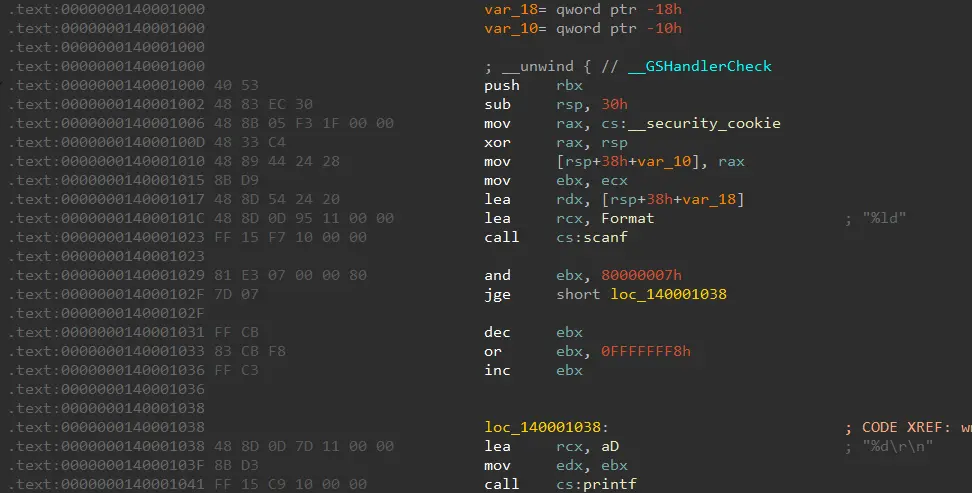 .text:0000000140001000 var_18= qword ptr -18h
.text:0000000140001000 var_10= qword ptr -10h
.text:0000000140001000
.text:0000000140001000 ; __unwind { // __GSHandlerCheck
.text:0000000140001000 40 53 push rbx
.text:0000000140001002 48 83 EC 30 sub rsp, 30h
.text:0000000140001006 48 8B 05 F3 1F 00 00 mov rax, cs:__security_cookie
.text:000000014000100D 48 33 C4 xor rax, rsp
.text:0000000140001010 48 89 44 24 28 mov [rsp+38h+var_10], rax
.text:0000000140001015 8B D9 mov ebx, ecx
.text:0000000140001017 48 8D 54 24 20 lea rdx, [rsp+38h+var_18]
.text:000000014000101C 48 8D 0D 95 11 00 00 lea rcx, Format ; "%ld"
.text:0000000140001023 FF 15 F7 10 00 00 call cs:scanf
.text:0000000140001023
.text:0000000140001029 81 E3 07 00 00 80 and ebx, 80000007h
.text:000000014000102F 7D 07 jge short loc_140001038
.text:000000014000102F
.text:0000000140001031 FF CB dec ebx
.text:0000000140001033 83 CB F8 or ebx, 0FFFFFFF8h
.text:0000000140001036 FF C3 inc ebx
.text:0000000140001036
.text:0000000140001038
.text:0000000140001038 loc_140001038: ; CODE XREF:
.text:0000000140001038 48 8D 0D 7D 11 00 00 lea rcx, aD ; "%d\r\n"
.text:000000014000103F 8B D3 mov edx, ebx
.text:0000000140001041 FF 15 C9 10 00 00 call cs:printf